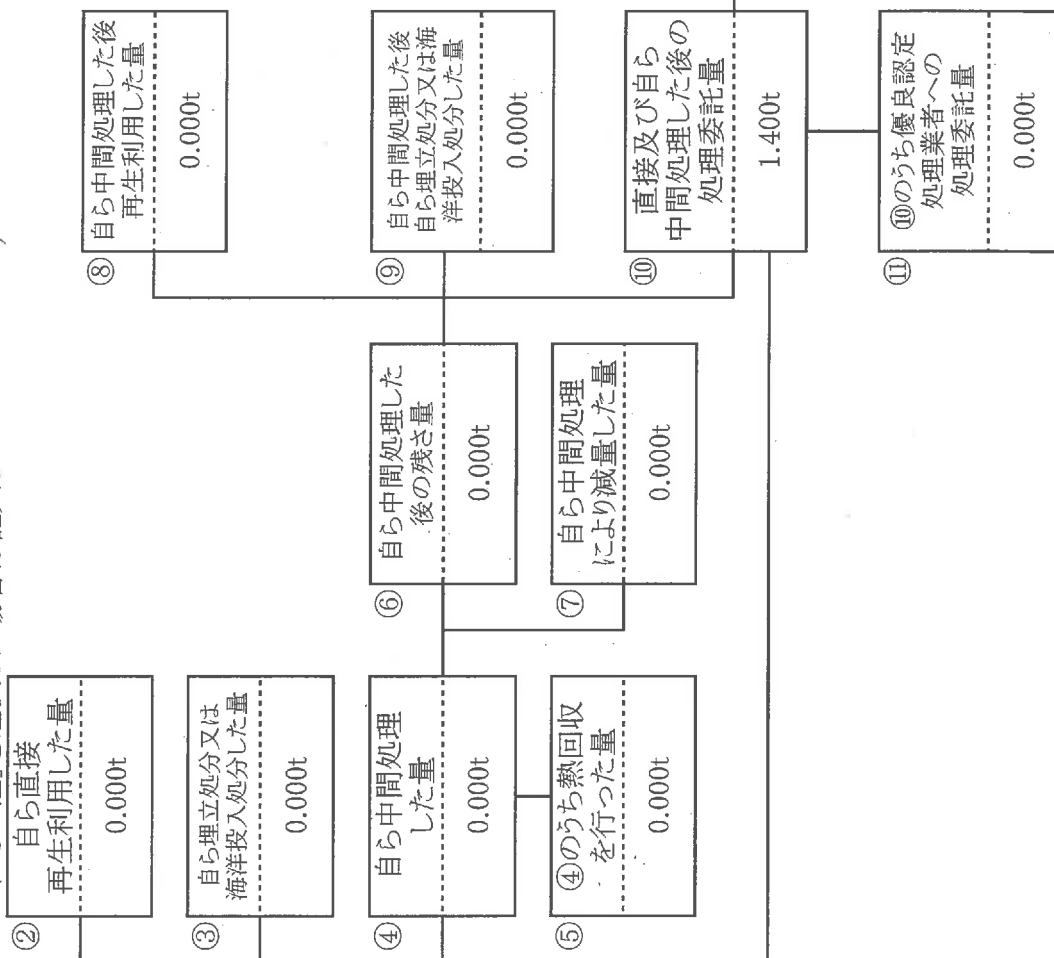 ②
自ら直接
再生利用した量
0.000t
③
自ら埋立処分又は
海洋投入処分した量
0.000t
④
自ら中間処理
した量
0.000t
⑤
④のうち熱回収
を行った量
0.000t
⑥
自ら中間処理した
後の残さ量
0.000t
⑦
自ら中間処理
により減量した量
0.000t
⑧
自ら中間処理した後
再生利用した量
0.000t
⑨
自ら中間処理した後
自ら埋立処分又は海
洋投入処分した量
0.000t
⑩
直接及び自ら
中間処理した後の
処理委託量
1.400t
⑪
⑩のうち優良認定
処理業者への
処理委託量
0.000t